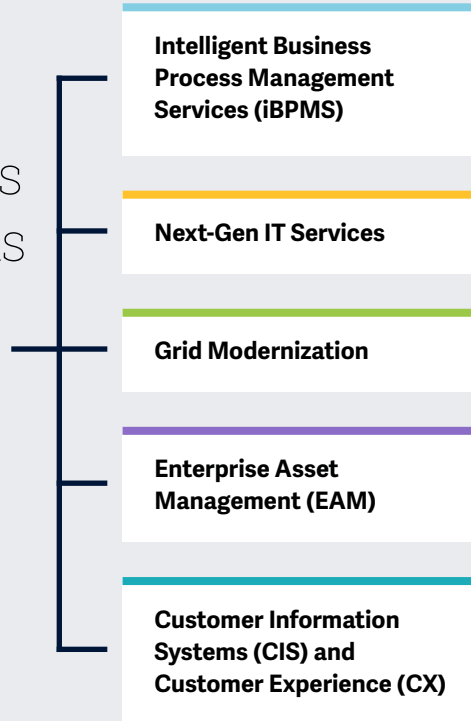 Intelligent Business
Process Management
Services (iBPMS)
Next-Gen IT Services
Grid Modernization
Enterprise Asset
Management (EAM)
Customer Information
Systems (CIS) and
Customer Experience (CX)